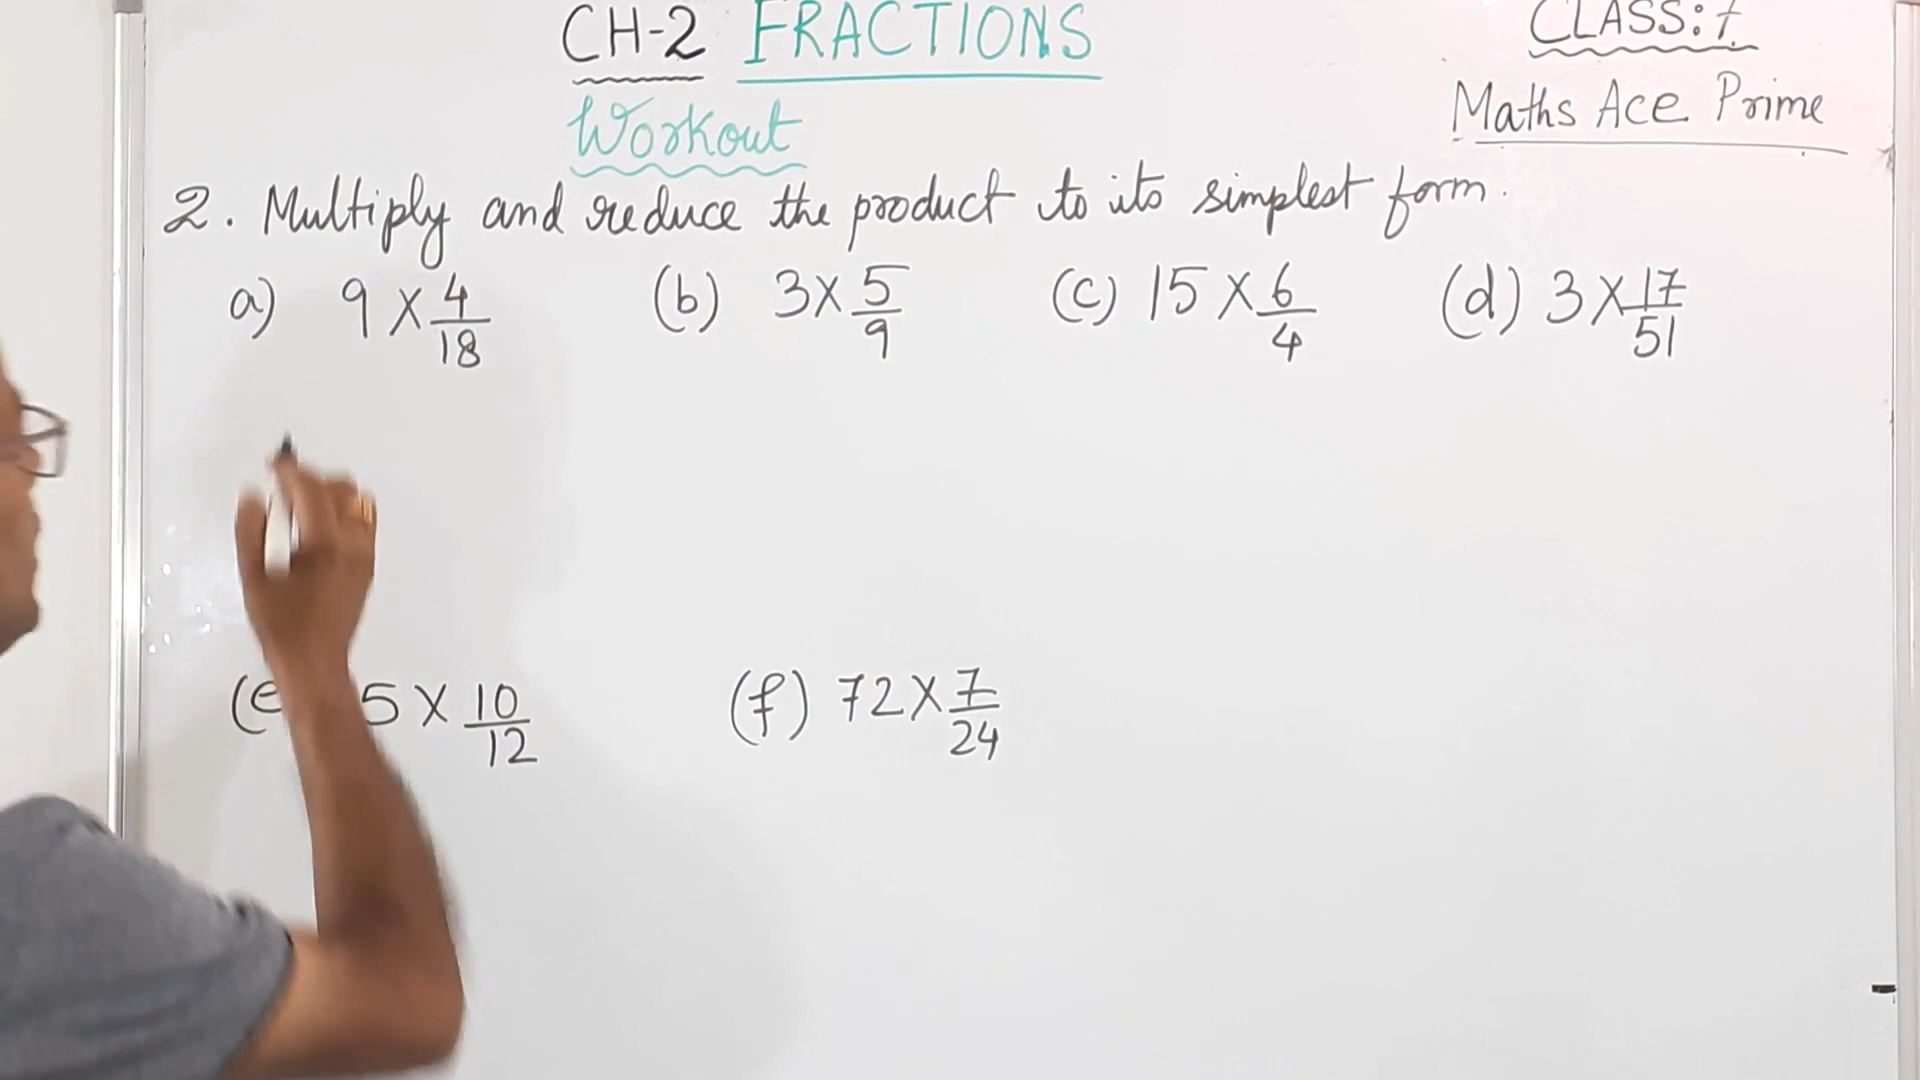 CH-2 FRACTIONS
CLASS: 7
Workout
Maths Ace Prime
2. Multiply and reduce the product to its simplest form.
a) 9 X 4/18 (b) 3 X 5/9 (c) 15 X 6/4 (d) 3 X 17/51
(e 5 X 10/12 (f) 72 X 7/24